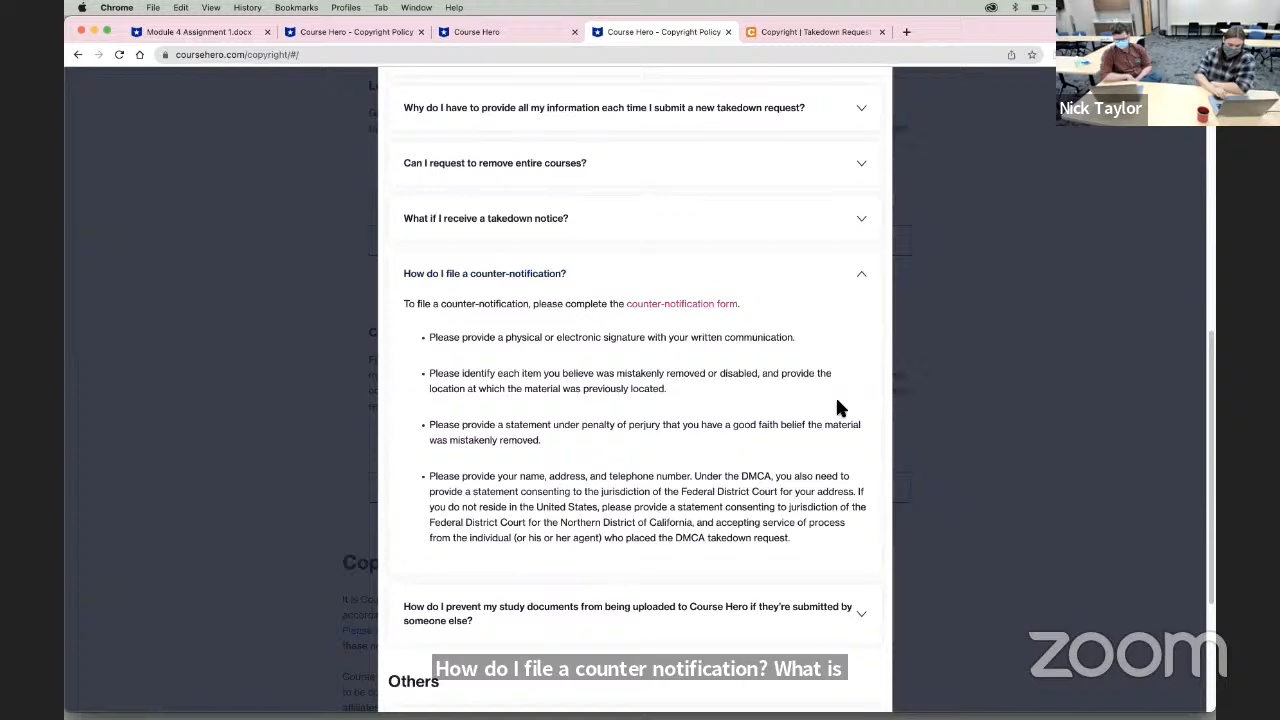 Chrome File Edit View History Bookmarks Profiles Tab Window Help
Module 4 Assignment 1.docx
Course Hero - Copyright Policy
Course Hero
Course Hero - Copyright Policy
Copyright | Takedown Request
coursehero.com/copyright/#/
Nick Taylor
Why do I have to provide all my information each time I submit a new takedown request?
Can I request to remove entire courses?
What if I receive a takedown notice?
How do I file a counter-notification?
To file a counter-notification, please complete the counter-notification form.
• Please provide a physical or electronic signature with your written communication.
• Please identify each item you believe was mistakenly removed or disabled, and provide the
location at which the material was previously located.
• Please provide a statement under penalty of perjury that you have a good faith belief the material
was mistakenly removed.
• Please provide your name, address, and telephone number. Under the DMCA, you also need to
provide a statement consenting to the jurisdiction of the Federal District Court for your address. If
you do not reside in the United States, please provide a statement consenting to jurisdiction of the
Federal District Court for the Northern District of California, and accepting service of process
from the individual (or his or her agent) who placed the DMCA takedown request.
Cop
It is Cou
accorda
Please
these n
Course
to be o
affiliate
How do I prevent my study documents from being uploaded to Course Hero if they're submitted by
someone else?
How do I file a counter notification? What is
Others
zoom